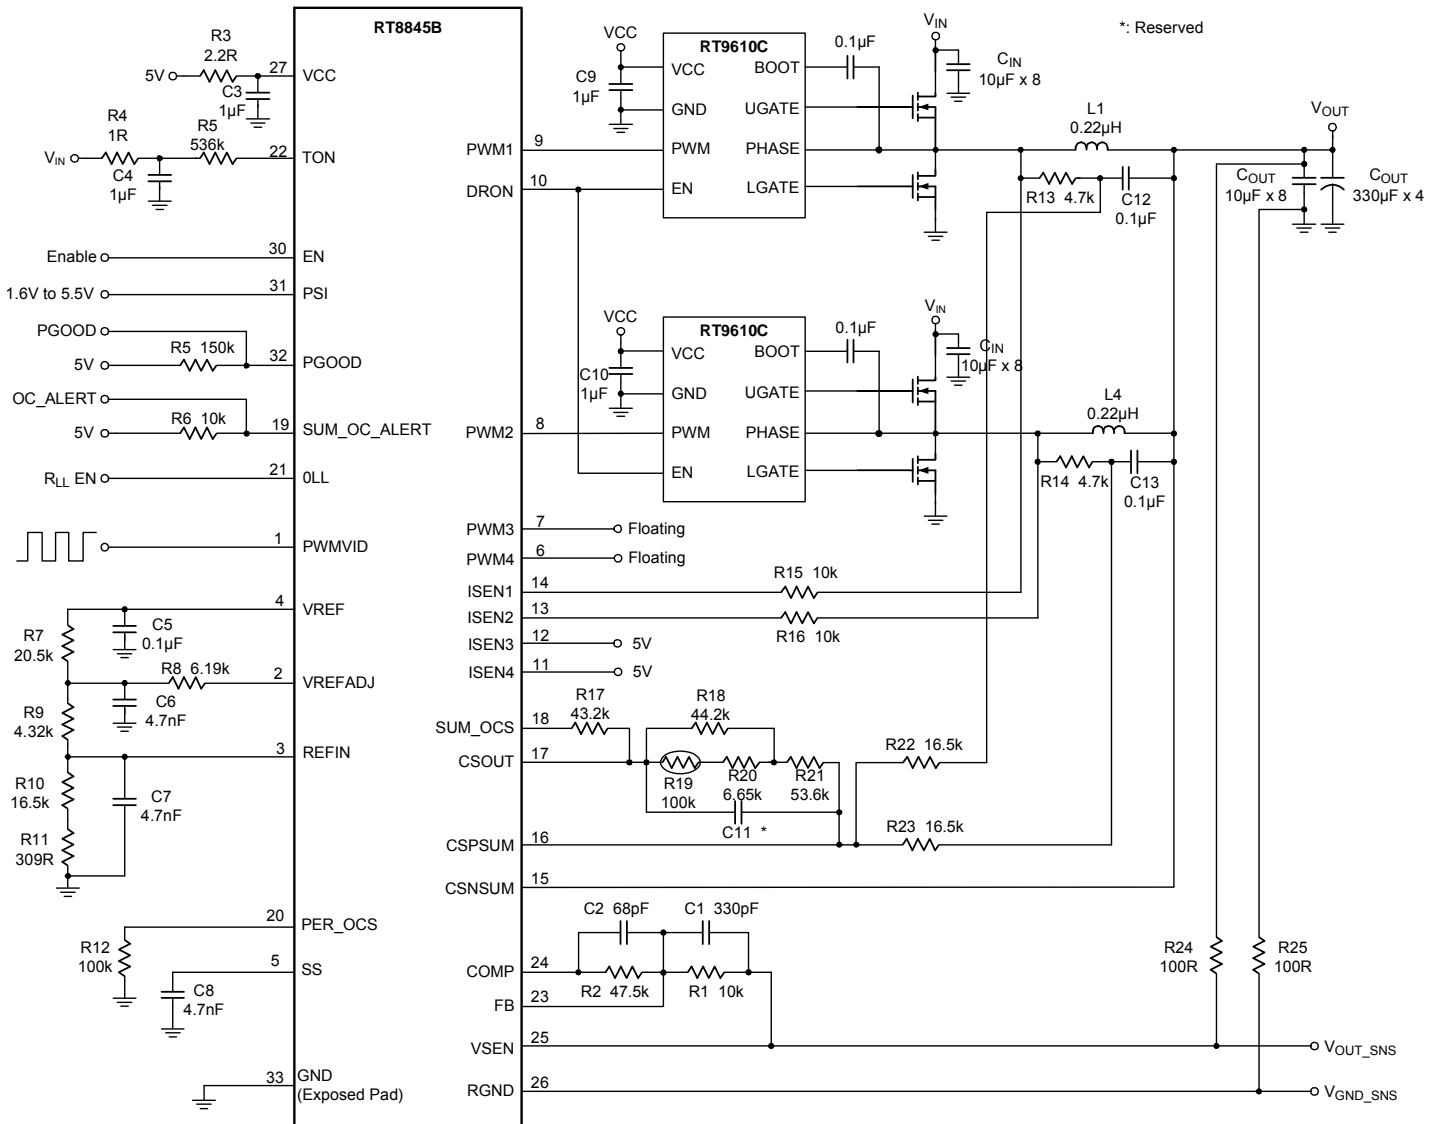 RT8845B
*: Reserved
R3
2.2R
5V
27
VCC
C3
1µF
R4
1R
R5
536k
VIN
22
TON
C4
1µF
Enable
30
EN
1.6V to 5.5V
31
PSI
PGOOD
5V
R5 150k
32
PGOOD
OC_ALERT
5V
R6 10k
19
SUM_OC_ALERT
RLL EN
21
0LL
1
PWMVID
4
VREF
C5
0.1µF
R7
20.5k
R8 6.19k
2
VREFADJ
C6
4.7nF
R9
4.32k
3
REFIN
R10
16.5k
C7
4.7nF
R11
309R
20
PER_OCS
R12
100k
5
SS
C8
4.7nF
33
GND
(Exposed Pad)
PWM1
9
DRON
10
PWM2
8
PWM3
7
Floating
PWM4
6
Floating
ISEN1
14
R15 10k
ISEN2
13
R16 10k
ISEN3
12
5V
ISEN4
11
5V
SUM_OCS
18
R17
43.2k
R18
44.2k
CSOUT
17
R19
100k
R20
6.65k
R21
53.6k
C11 *
CSPSUM
16
R22 16.5k
R23 16.5k
CSNSUM
15
C2 68pF
C1 330pF
COMP
24
R2 47.5k
R1 10k
FB
23
VSEN
25
VOUT_SNS
RGND
26
VGND_SNS
R24
100R
R25
100R
VCC
C9
1µF
RT9610C
VCC
BOOT
GND
UGATE
PWM
PHASE
EN
LGATE
0.1µF
VIN
CIN
10µF x 8
L1
0.22µH
R13 4.7k
C12
0.1µF
VOUT
COUT
10µF x 8
COUT
330µF x 4
VCC
C10
1µF
RT9610C
VCC
BOOT
GND
UGATE
PWM
PHASE
EN
LGATE
0.1µF
VIN
CIN
10µF x 8
L4
0.22µH
R14 4.7k
C13
0.1µF